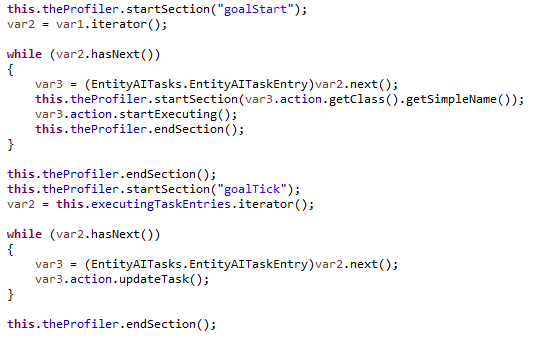 this.theProfiler.startSection("goalStart");
var2 = var1.iterator();

while (var2.hasNext())
{
    var3 = (EntityAITasks.EntityAITaskEntry)var2.next();
    this.theProfiler.startSection(var3.action.getClass().getSimpleName());
    var3.action.startExecuting();
    this.theProfiler.endSection();
}

this.theProfiler.endSection();
this.theProfiler.startSection("goalTick");
var2 = this.executingTaskEntries.iterator();

while (var2.hasNext())
{
    var3 = (EntityAITasks.EntityAITaskEntry)var2.next();
    var3.action.updateTask();
}

this.theProfiler.endSection();